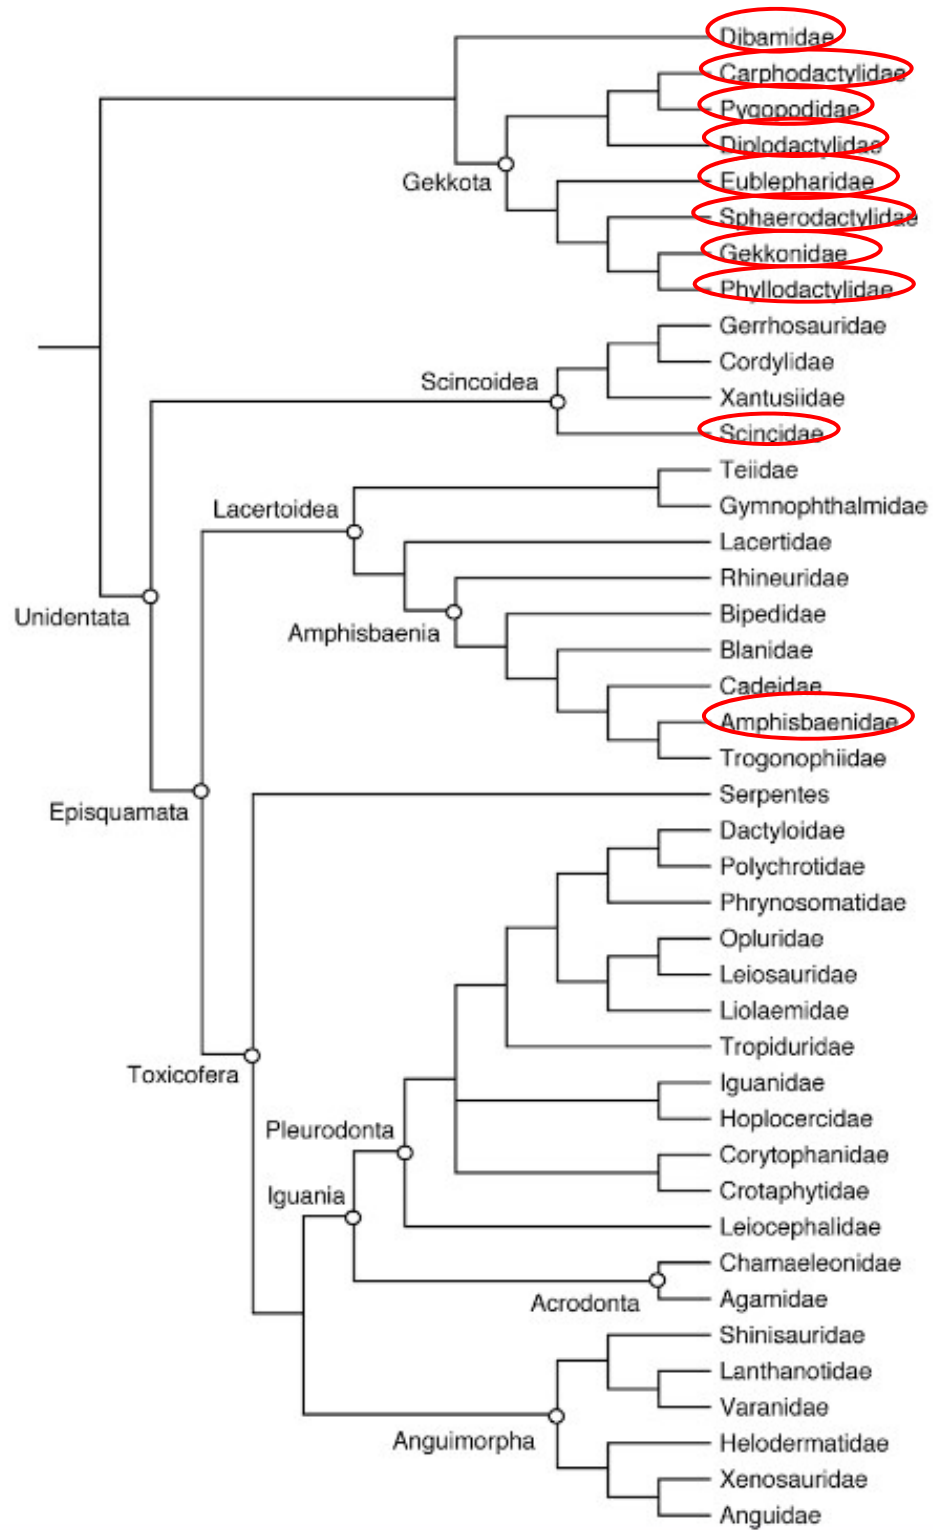 Dibamidae
Carphodactylidae
Pygopodidae
Diplodactylidae
Gekkota
Eublepharidae
Sphaerodactylidae
Gekkonidae
Phyllodactylidae
Gerrhosauridae
Cordylidae
Scincoidea
Xantusiidae
Scincidae
Teiidae
Lacertoidea
Gymnophthalmidae
Lacertidae
Rhineuridae
Unidentata
Bipedidae
Amphisbaenia
Blanidae
Cadeidae
Amphisbaenidae
Trogonophiidae
Serpentes
Episquamata
Dactyloidae
Polychrotidae
Phrynosomatidae
Opluridae
Leiosauridae
Liolaemidae
Tropiduridae
Toxicofera
Iguanidae
Hoplocercidae
Pleurodonta
Corytophanidae
Crotaphytidae
Iguania
Leiocephalidae
Chamaeleonidae
Agamidae
Acrodonta
Shinisauridae
Lanthanotidae
Varanidae
Anguimorpha
Helodermatidae
Xenosauridae
Anguidae